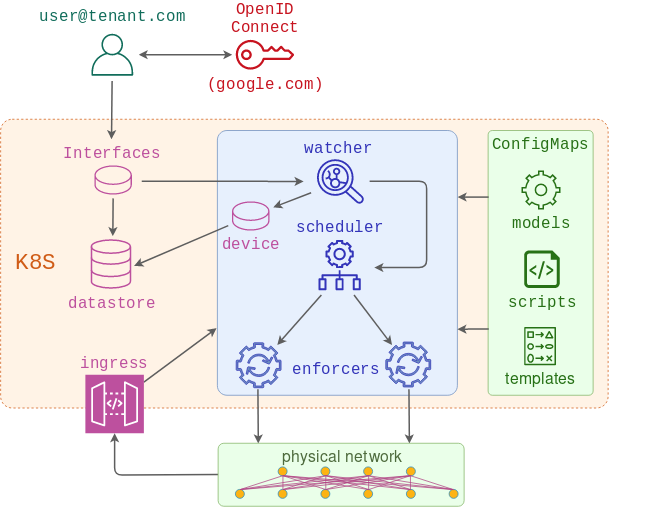 user@tenant.com
OpenID
Connect
(google.com)
Interfaces
watcher
ConfigMaps
models
scheduler
device
K8S
datastore
scripts
ingress
enforcers
templates
physical network